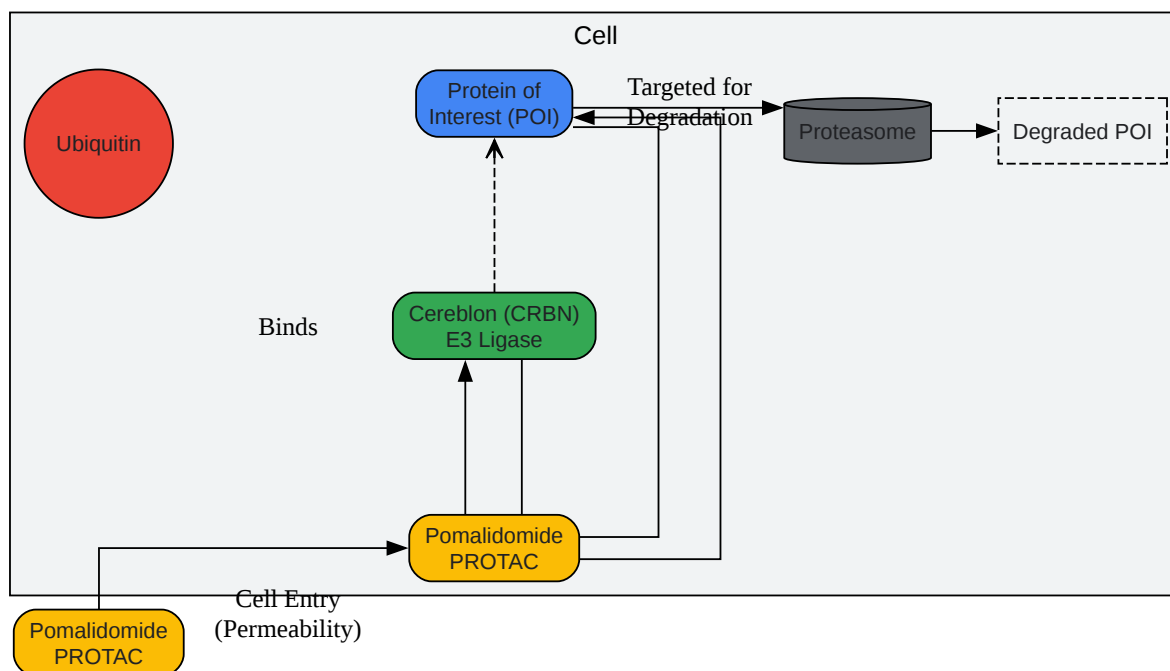 Cell
Ubiquitin
Protein of
Interest (POI)
Targeted for
Degradation
Proteasome
Degraded POI
Binds
Cereblon (CRBN)
E3 Ligase
Pomalidomide
PROTAC
Cell Entry
(Permeability)
Pomalidomide
PROTAC